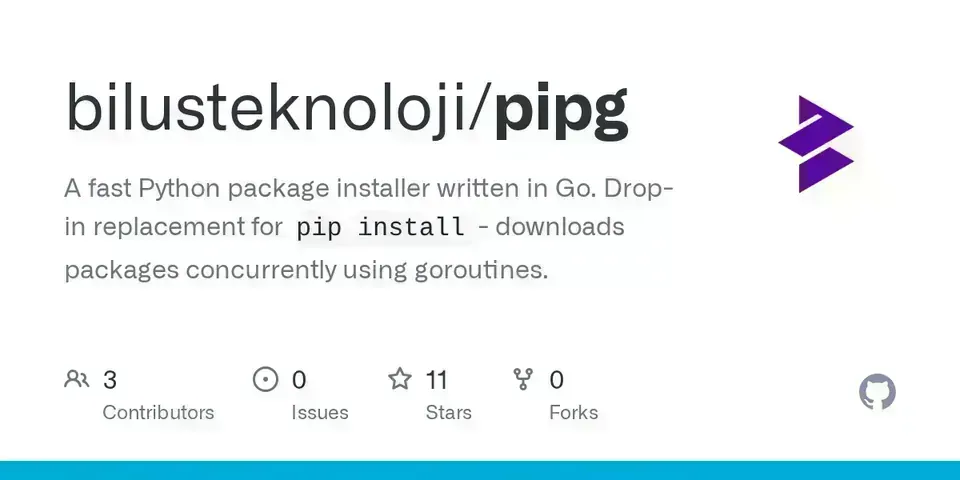 bilusteknoloji/pipg
A fast Python package installer written in Go. Drop-
in replacement for pip install - downloads
packages concurrently using goroutines.
3 0 11 0
Contributors Issues Stars Forks